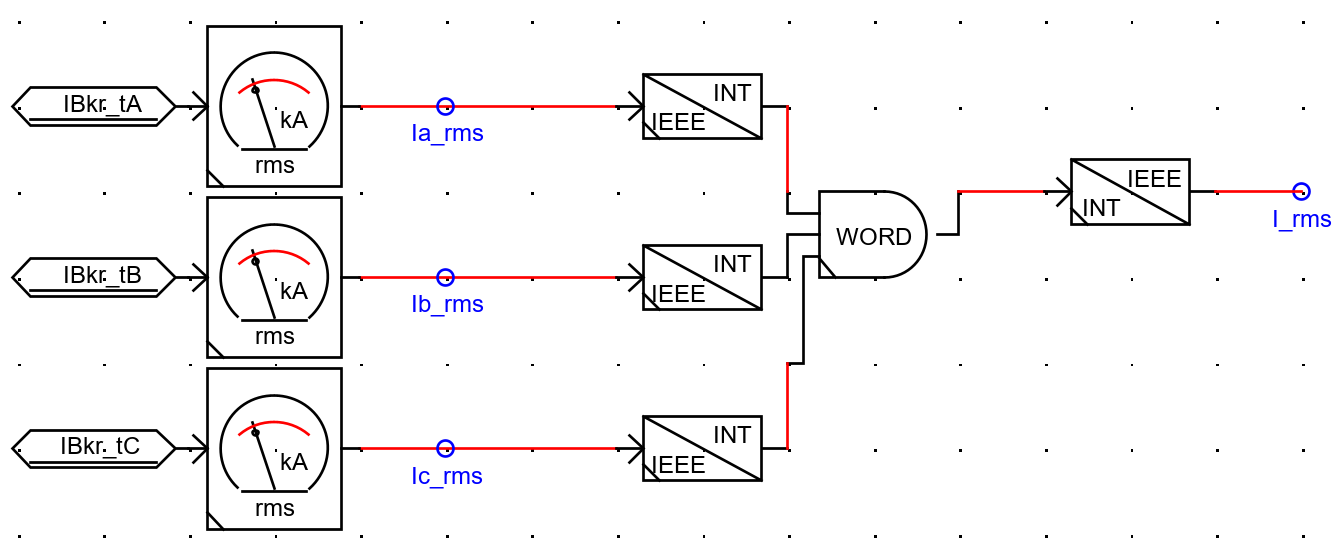 IBkr_tA
kA
rms
Ia_rms
INT
IEEE
IBkr_tB
kA
rms
Ib_rms
INT
IEEE
WORD
IEEE
INT
I_rms
IBkr_tC
kA
rms
Ic_rms
INT
IEEE